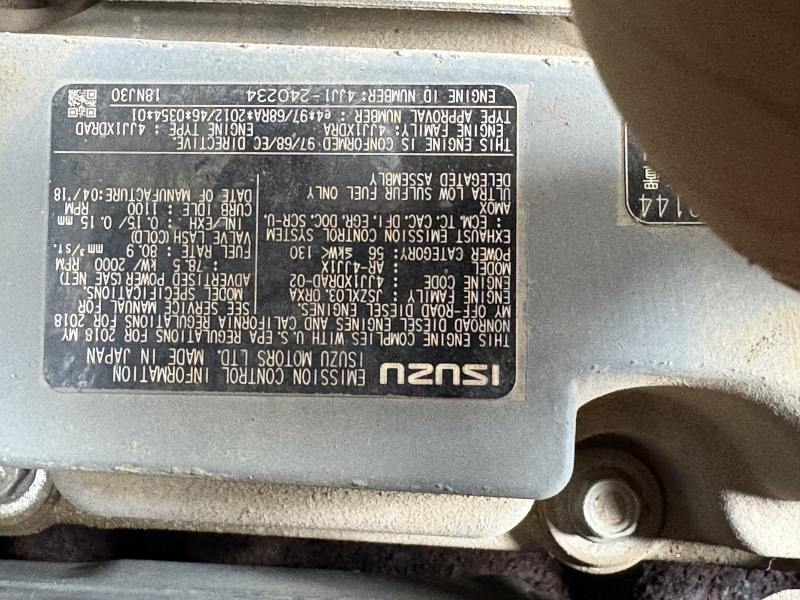 ISUZU EMISSION CONTROL INFORMATION
ISUZU MOTORS LTD. MADE IN JAPAN
THIS ENGINE COMPLIES WITH U.S.EPA REGULATIONS FOR 2018 MY
NONROAD DIESEL ENGINES AND CALIFORNIA REGULATIONS FOR 2018
MY OFF-ROAD DIESEL ENGINES. SEE SERVICE MANUAL FOR
ENGINE FAMILY : JSZXL03.0RXA MODEL SPECIFICATIONS.
ENGINE CODE : 4JJ1XDRAD-02 ADVERTISED POWER (SAE NET)
MODEL : AR-4JJ1X : 78.5 kW/ 2000 RPM
POWER CATEGORY: 56 ≤kW< 130 FUEL RATE: 80.9 mm³/st.
EXHAUST EMISSION CONTROL SYSTEM VALVE LASH (COLD)
: ECM, TC, CAC, DFI, EGR, DOC, SCR-U, INL/EXH : 0.15/ 0.15 mm
AMOX CURB IDLE : 1100 RPM
ULTRA LOW SULFUR FUEL ONLY DATE OF MANUFACTURE:04/'18
DELEGATED ASSEMBLY
THIS ENGINE IS CONFORMED 97/68/EC DIRECTIVE.
ENGINE FAMILY: 4JJ1XDRA ENGINE TYPE : 4JJ1XDRAD
TYPE APPROVAL NUMBER : e4*97/68RA*2012/46*0354*01
ENGINE ID NUMBER: 4JJ1-240234 18NJ30